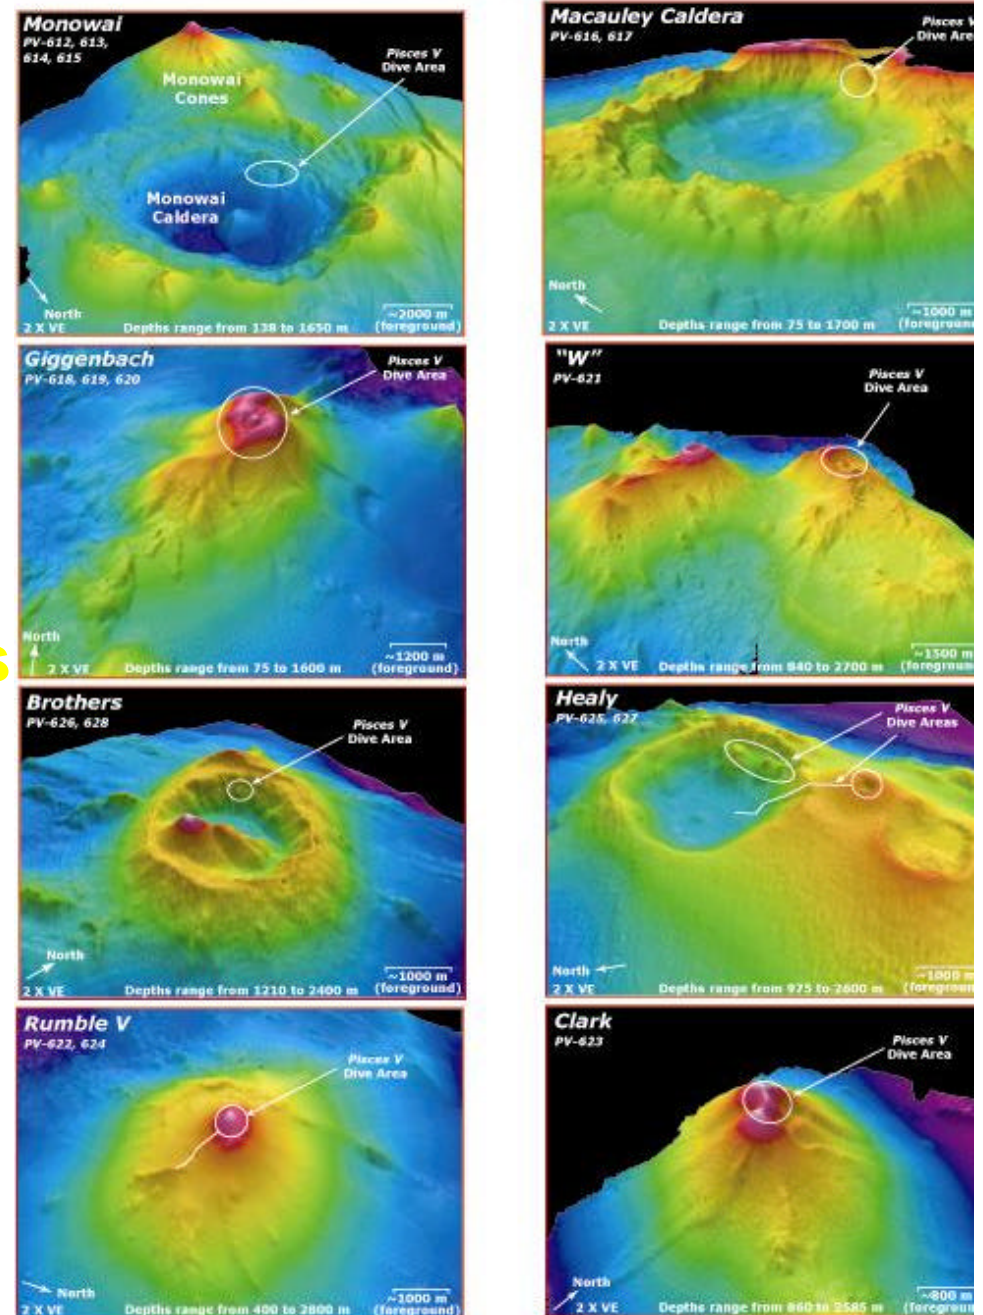 Monowai
PV-612, 613,
614, 615
Pisces V
Dive Area
Monowai
Cones
Monowai
Caldera
North
2 X VE
Depths range from 138 to 1650 m
~2000 m
(foreground)
Macauley Caldera
PV-616, 617
Pisces V
Dive Area
North
2 X VE
Depths range from 75 to 1700 m
~1000 m
(foreground
Giggenbach
PV-618, 619, 620
Pisces V
Dive Area
North
2 X VE
Depths range from 75 to 1600 m
~1200 m
(foreground)
"W"
PV-621
Pisces V
Dive Area
North
2 X VE
Depths range from 840 to 2700 m
~1500 m
(foreground
s
Brothers
PV-626, 628
Pisces V
Dive Area
North
2 X VE
Depths range from 1210 to 2400 m
~1000 m
(foreground)
Healy
PV-625, 627
Pisces V
Dive Areas
North
2 X VE
Depths range from 975 to 2600 m
~1000 m
(foreground
Rumble V
PV-622, 624
Pisces V
Dive Area
North
2 X VE
Depths range from 400 to 2800 m
~1000 m
(foreground)
Clark
PV-623
Pisces V
Dive Area
North
2 X VE
Depths range from 860 to 2585 m
~800 m
(foreground